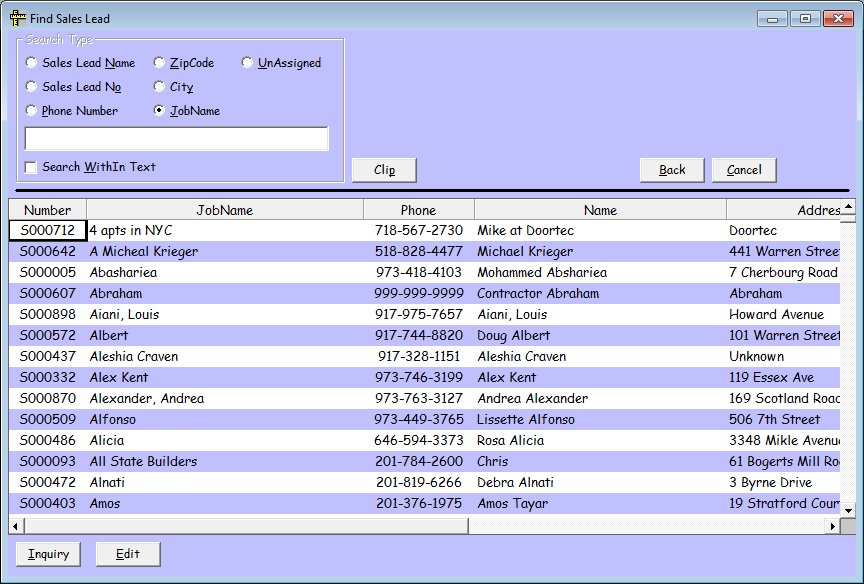 Find Sales Lead
Search Type
Sales Lead Name ZipCode UnAssigned
Sales Lead No City
Phone Number JobName
Search WithIn Text
Clip Back Cancel
Number JobName Phone Name Addres
S000712 4 apts in NYC 718-567-2730 Mike at Doortec Doortec
S000642 A Micheal Krieger 518-828-4477 Michael Krieger 441 Warren Stree
S000005 Abashariea 973-418-4103 Mohammed Abshariea 7 Cherbourg Road
S000607 Abraham 999-999-9999 Contractor Abraham Abraham
S000898 Aiani, Louis 917-975-7657 Aiani, Louis Howard Avenue
S000572 Albert 917-744-8820 Doug Albert 101 Warren Street
S000437 Aleshia Craven 917-328-1151 Aleshia Craven Unknown
S000332 Alex Kent 973-746-3199 Alex Kent 119 Essex Ave
S000870 Alexander, Andrea 973-763-3127 Andrea Alexander 169 Scotland Road
S000509 Alfonso 973-449-3765 Lissette Alfonso 506 7th Street
S000486 Alicia 646-594-3373 Rosa Alicia 3348 Mikle Avenu
S000093 All State Builders 201-784-2600 Chris 61 Bogerts Mill Ro
S000472 Alnati 201-819-6266 Debra Alnati 3 Byrne Drive
S000403 Amos 201-376-1975 Amos Tayar 19 Stratford Cour
Inquiry Edit